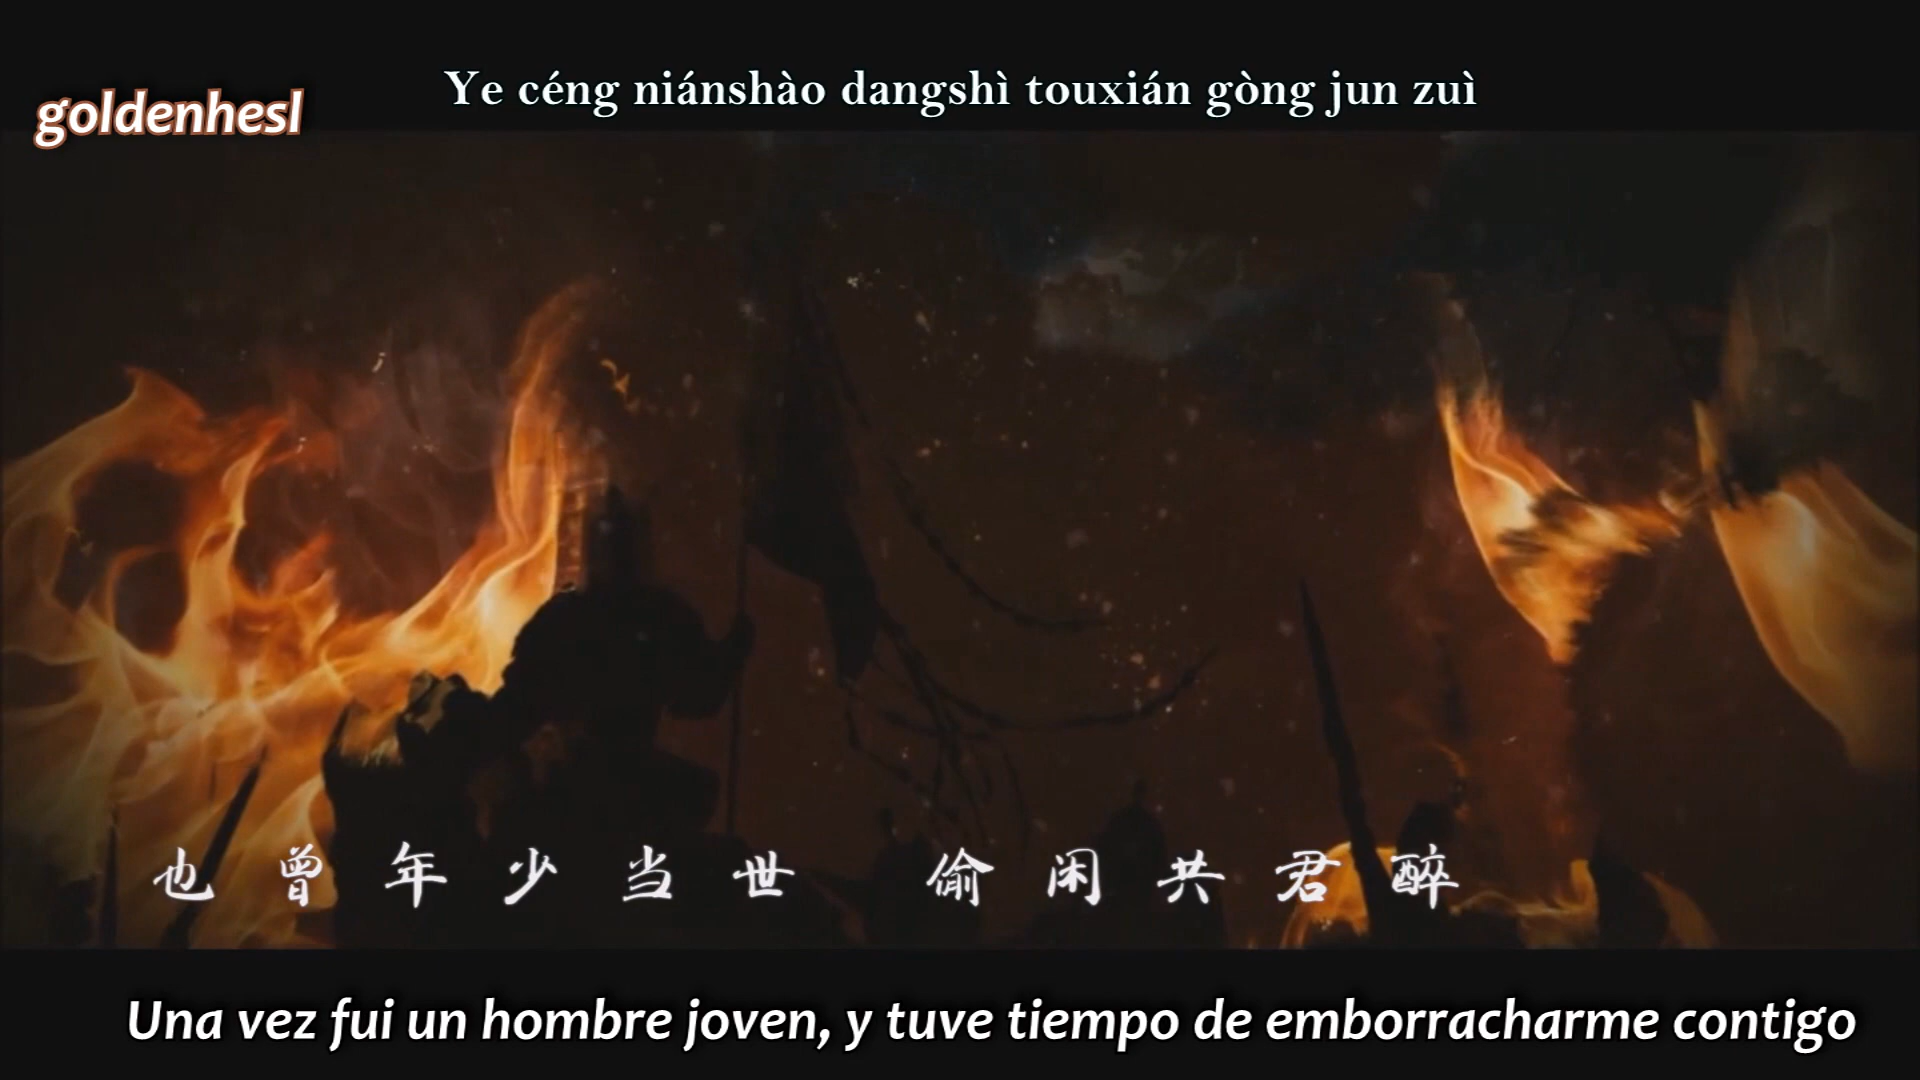 Ye céng niánshào dangshì touxián gòng jun zuì
goldenhesl
也曾年少当世 偷闲共君醉
Una vez fui un hombre joven, y tuve tiempo de emborracharme contigo